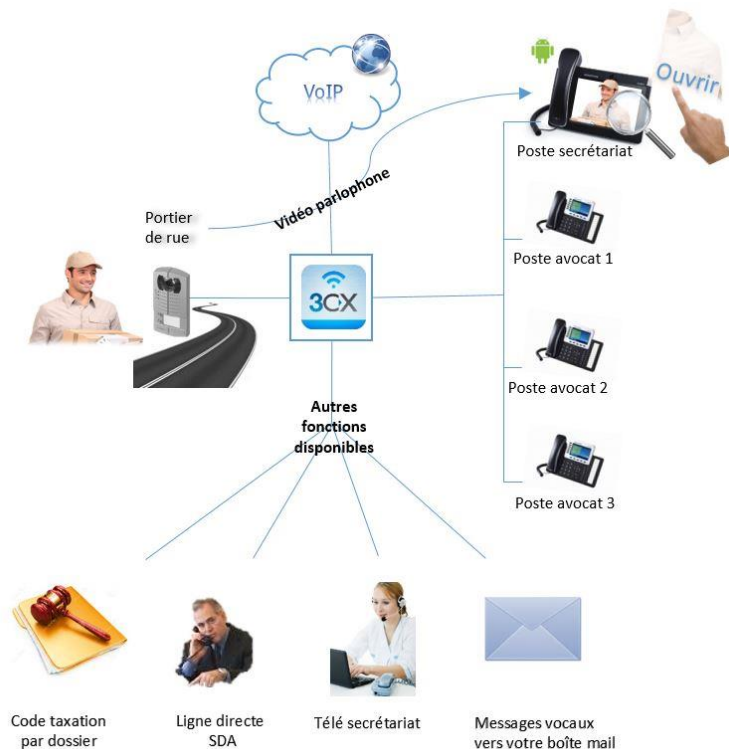 VoIP
Ouvrir
Poste secrétariat
Vidéo parlophone
Portier
de rue
Poste avocat 1
3CX
Poste avocat 2
Autres
fonctions
disponibles
Poste avocat 3
Code taxation
par dossier
Ligne directe
SDA
Télé secrétariat
Messages vocaux
vers votre boîte mail